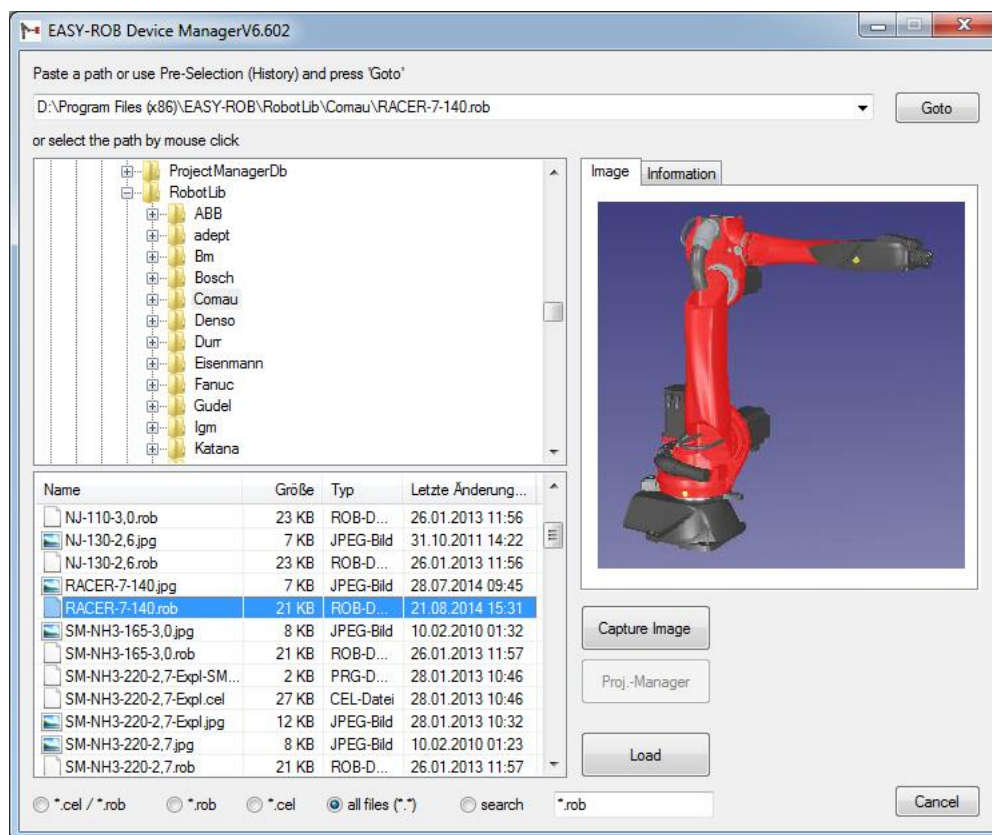 EASY-ROB Device ManagerV6.602
Paste a path or use Pre-Selection (History) and press 'Goto'
D:\Program Files (x86)\EASY-ROB\RobotLib\Comau\RACER-7-140.rob
Goto
or select the path by mouse click
ProjectManagerDb
RobotLib
ABB
adept
Bm
Bosch
Comau
Denso
Durr
Eisenmann
Fanuc
Gudel
Igm
Katana
Image Information
Name Größe Typ Letzte Änderung...
NJ-110-3,0.rob 23 KB ROB-D... 26.01.2013 11:56
NJ-130-2,6.jpg 7 KB JPEG-Bild 31.10.2011 14:22
NJ-130-2,6.rob 23 KB ROB-D... 26.01.2013 11:56
RACER-7-140.jpg 7 KB JPEG-Bild 28.07.2014 09:45
RACER-7-140.rob 21 KB ROB-D... 21.08.2014 15:31
SM-NH3-165-3,0.jpg 8 KB JPEG-Bild 10.02.2010 01:32
SM-NH3-165-3,0.rob 21 KB ROB-D... 26.01.2013 11:57
SM-NH3-220-2,7-Expl-SM... 2 KB PRG-D... 28.01.2013 10:46
SM-NH3-220-2,7-Expl.cel 27 KB CEL-Datei 28.01.2013 10:46
SM-NH3-220-2,7-Expl.jpg 12 KB JPEG-Bild 28.01.2013 10:32
SM-NH3-220-2,7.jpg 8 KB JPEG-Bild 10.02.2010 01:23
SM-NH3-220-2,7.rob 21 KB ROB-D... 26.01.2013 11:57
Capture Image
Proj.-Manager
Load
*.cel / *.rob *.rob *.cel all files (*.*) search *.rob
Cancel